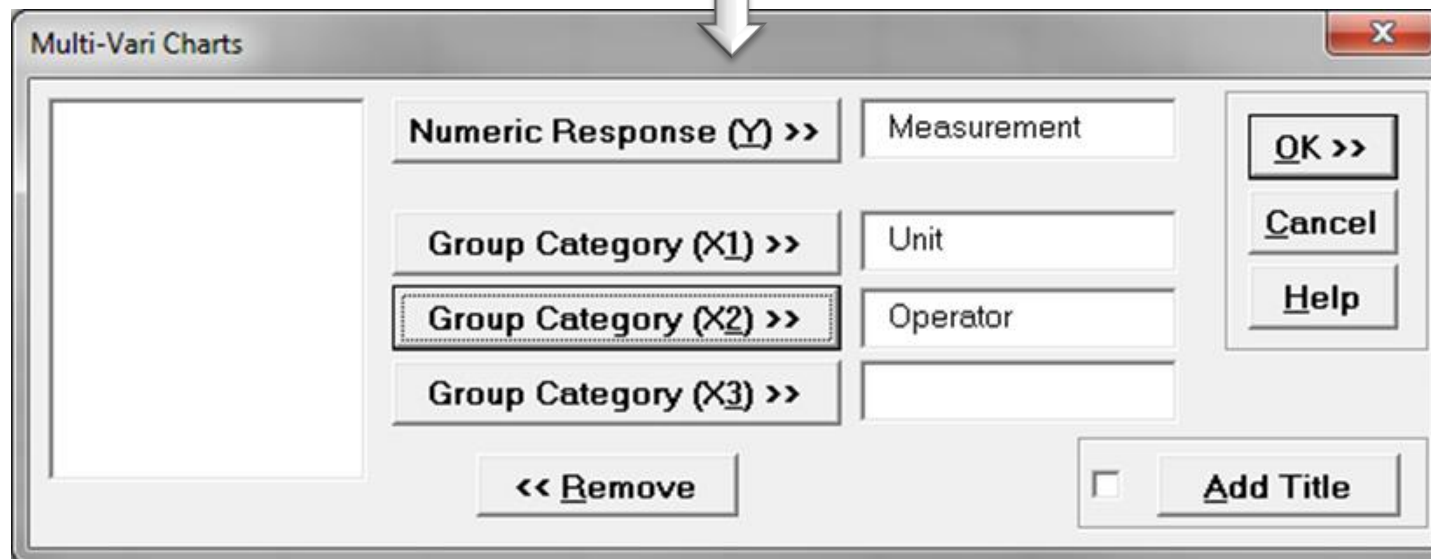 Multi-Vari Charts
Numeric Response (Y) >>
Measurement
Group Category (X1) >>
Unit
Group Category (X2) >>
Operator
Group Category (X3) >>
<< Remove
OK >>
Cancel
Help
Add Title